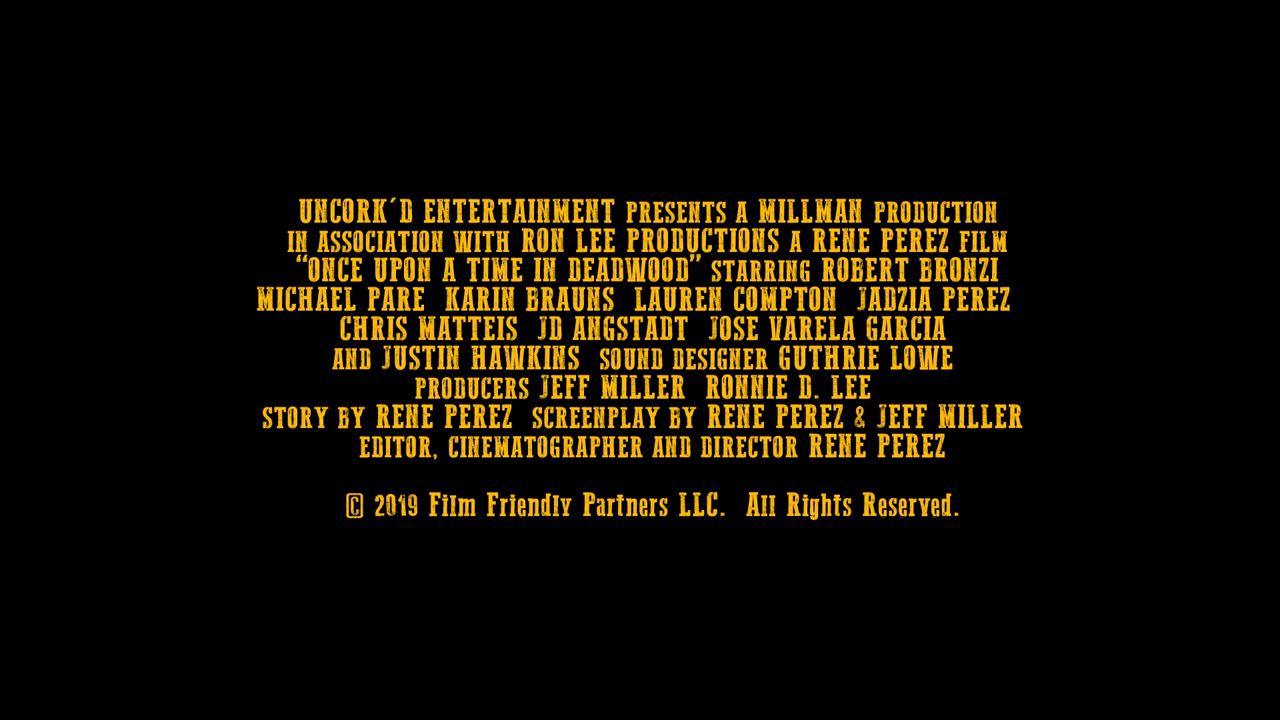 UNCORK´D ENTERTAINMENT PRESENTS A MILLMAN PRODUCTION
IN ASSOCIATION WITH RON LEE PRODUCTIONS A RENE PEREZ FILM
“ONCE UPON A TIME IN DEADWOOD” STARRING ROBERT BRONZI
MICHAEL PARE KARIN BRAUNS LAUREN COMPTON JADZIA PEREZ
CHRIS MATTEIS JD ANGSTADT JOSE VARELA GARCIA
AND JUSTIN HAWKINS SOUND DESIGNER GUTHRIE LOWE
PRODUCERS JEFF MILLER RONNIE D. LEE
STORY BY RENE PEREZ SCREENPLAY BY RENE PEREZ & JEFF MILLER
EDITOR, CINEMATOGRAPHER AND DIRECTOR RENE PEREZ
© 2019 Film Friendly Partners LLC. All Rights Reserved.